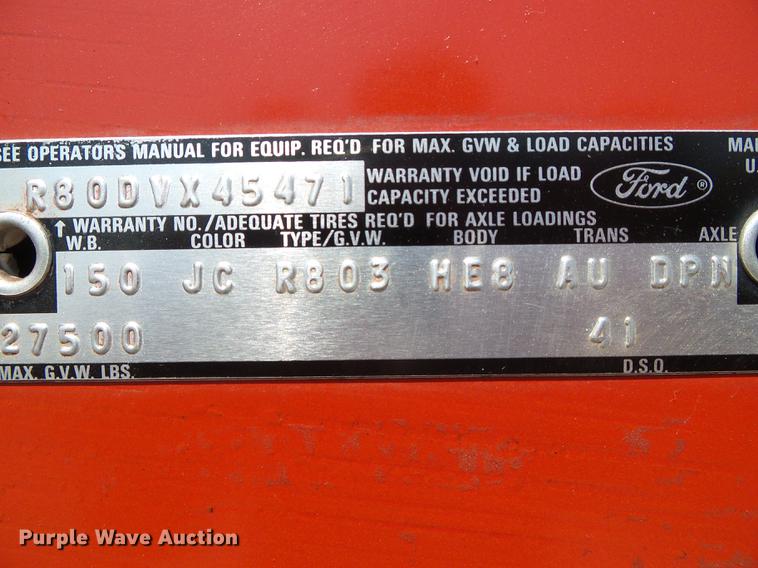 SEE OPERATORS MANUAL FOR EQUIP. REQ'D FOR MAX. GVW & LOAD CAPACITIES MA
R80DVX45471 WARRANTY VOID IF LOAD
CAPACITY EXCEEDED
Ford ®
U.
↑ WARRANTY NO./ADEQUATE TIRES REQ'D FOR AXLE LOADINGS
W.B. COLOR TYPE/G.V.W. BODY TRANS AXLE
150 JC R803 HE8 AU DPN
27500 41
MAX. G.V.W. LBS. D.S.O.
Purple Wave Auction